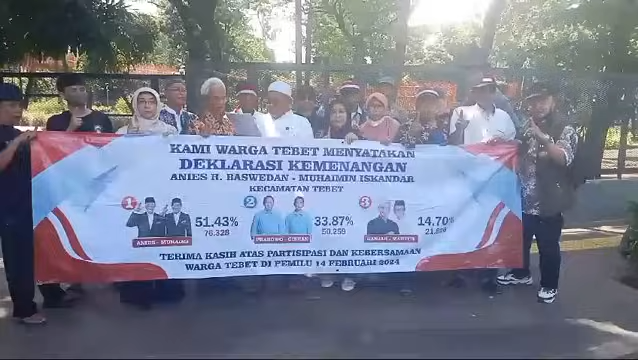 KAMI WARGA TEBET MENYATAKAN
DEKLARASI KEMENANGAN
ANIES R. BASWEDAN - MUHAIMIN ISKANDAR
KECAMATAN TEBET
1 2 3
51,43% 33.87% 14,70%
76.328 50.259
ANIES - MUHAIMIN PRABOWO - GIBRAN GANJAR - MAHFUD
TERIMA KASIH ATAS PARTISIPASI DAN KEBERSAMAAN
WARGA TEBET DI PEMILU 14 FEBRUARI 2024